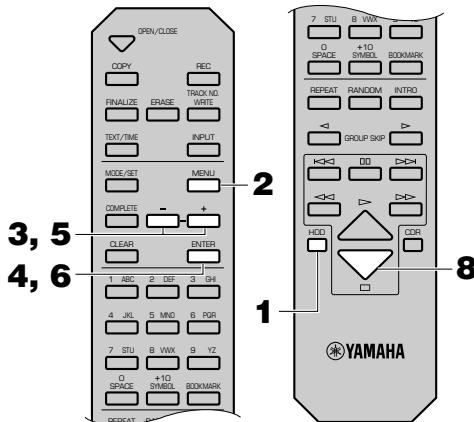 OPEN/CLOSE
COPY REC
FINALIZE ERASE TRACK NO. WRITE
TEXT/TIME INPUT
MODE/SET MENU
2
COMPLETE − +
3, 5
CLEAR ENTER
4, 6
1 ABC 2 DEF 3 GHI
4 JKL 5 MNO 6 PQR
7 STU 8 VWX 9 YZ
0 SPACE +10 SYMBOL BOOKMARK
7 STU 8 VWX
0 SPACE +10 SYMBOL BOOKMARK
REPEAT RANDOM INTRO
GROUP SKIP
HDD CDR
1
8
YAMAHA